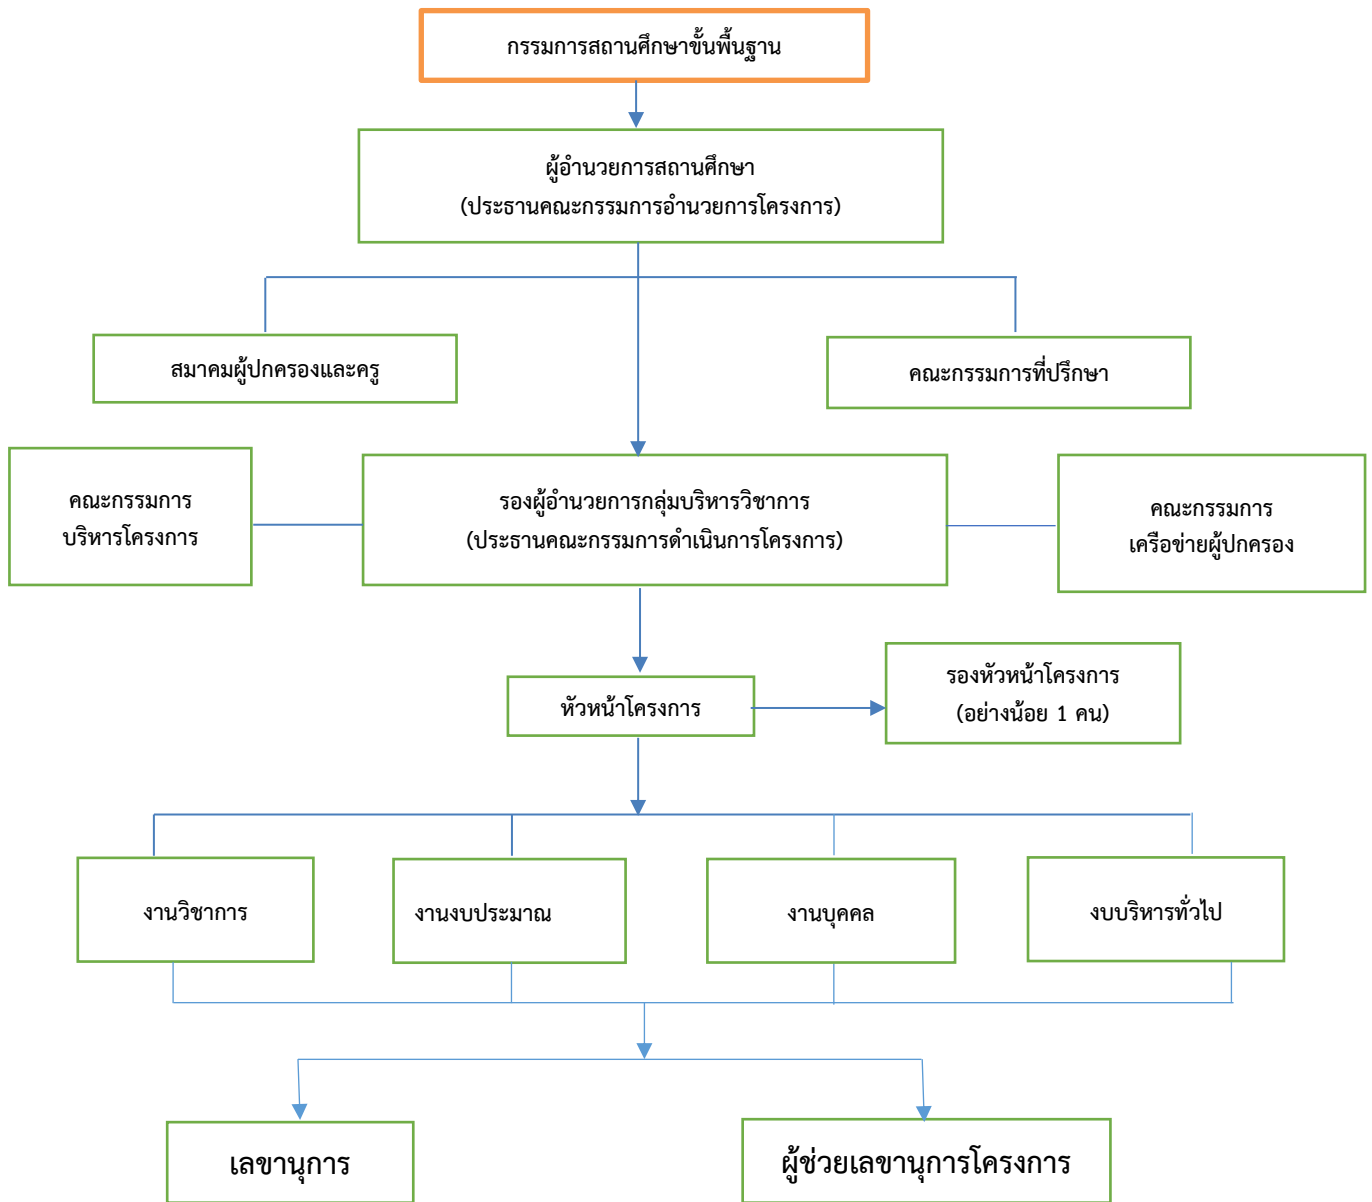 กรรมการสถานศึกษาขั้นพื้นฐาน
ผู้อำนวยการสถานศึกษา
(ประธานคณะกรรมการอำนวยการโครงการ)
สมาคมผู้ปกครองและครู
คณะกรรมการที่ปรึกษา
คณะกรรมการ
บริหารโครงการ
รองผู้อำนวยการกลุ่มบริหารวิชาการ
(ประธานคณะกรรมการดำเนินการโครงการ)
คณะกรรมการ
เครือข่ายผู้ปกครอง
หัวหน้าโครงการ
รองหัวหน้าโครงการ
(อย่างน้อย 1 คน)
งานวิชาการ
งานงบประมาณ
งานบุคคล
งบบริหารทั่วไป
เลขานุการ
ผู้ช่วยเลขานุการโครงการ